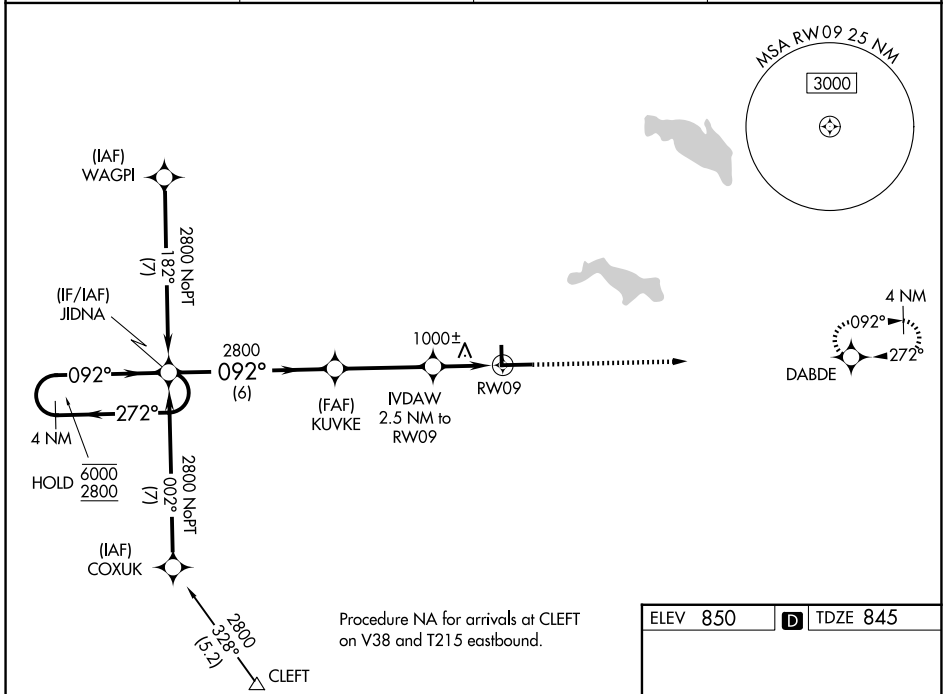 MSA RW09 25 NM
3000
(IAF)
WAGPI
2800 NoPT
182°
(7)
(IF/IAF)
JIDNA
092°
272°
4 NM
HOLD 6000
2800
2800
092°
(6)
(FAF)
KUVKE
1000±
IVDAW
2.5 NM to
RW09
RW09
4 NM
092°
272°
DABDE
2800 NoPT
002°
(7)
(IAF)
COXUK
2800
328°
(5.2)
CLEFT
Procedure NA for arrivals at CLEFT
on V38 and T215 eastbound.
ELEV 850 D TDZE 845